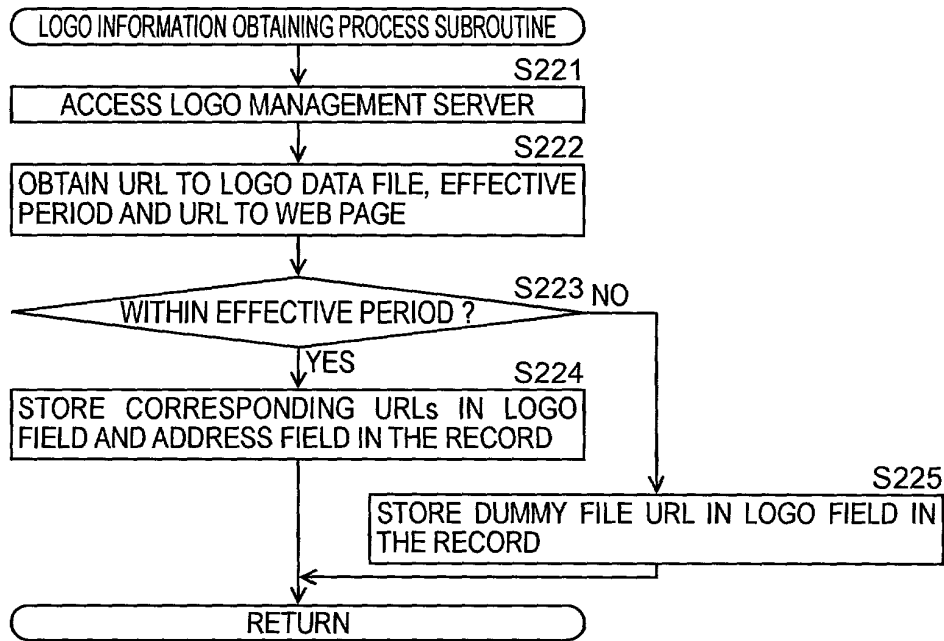 LOGO INFORMATION OBTAINING PROCESS SUBROUTINE
S221
ACCESS LOGO MANAGEMENT SERVER
S222
OBTAIN URL TO LOGO DATA FILE, EFFECTIVE
PERIOD AND URL TO WEB PAGE
S223
WITHIN EFFECTIVE PERIOD ?
NO
YES
S224
STORE CORRESPONDING URLs IN LOGO
FIELD AND ADDRESS FIELD IN THE RECORD
S225
STORE DUMMY FILE URL IN LOGO FIELD IN
THE RECORD
RETURN